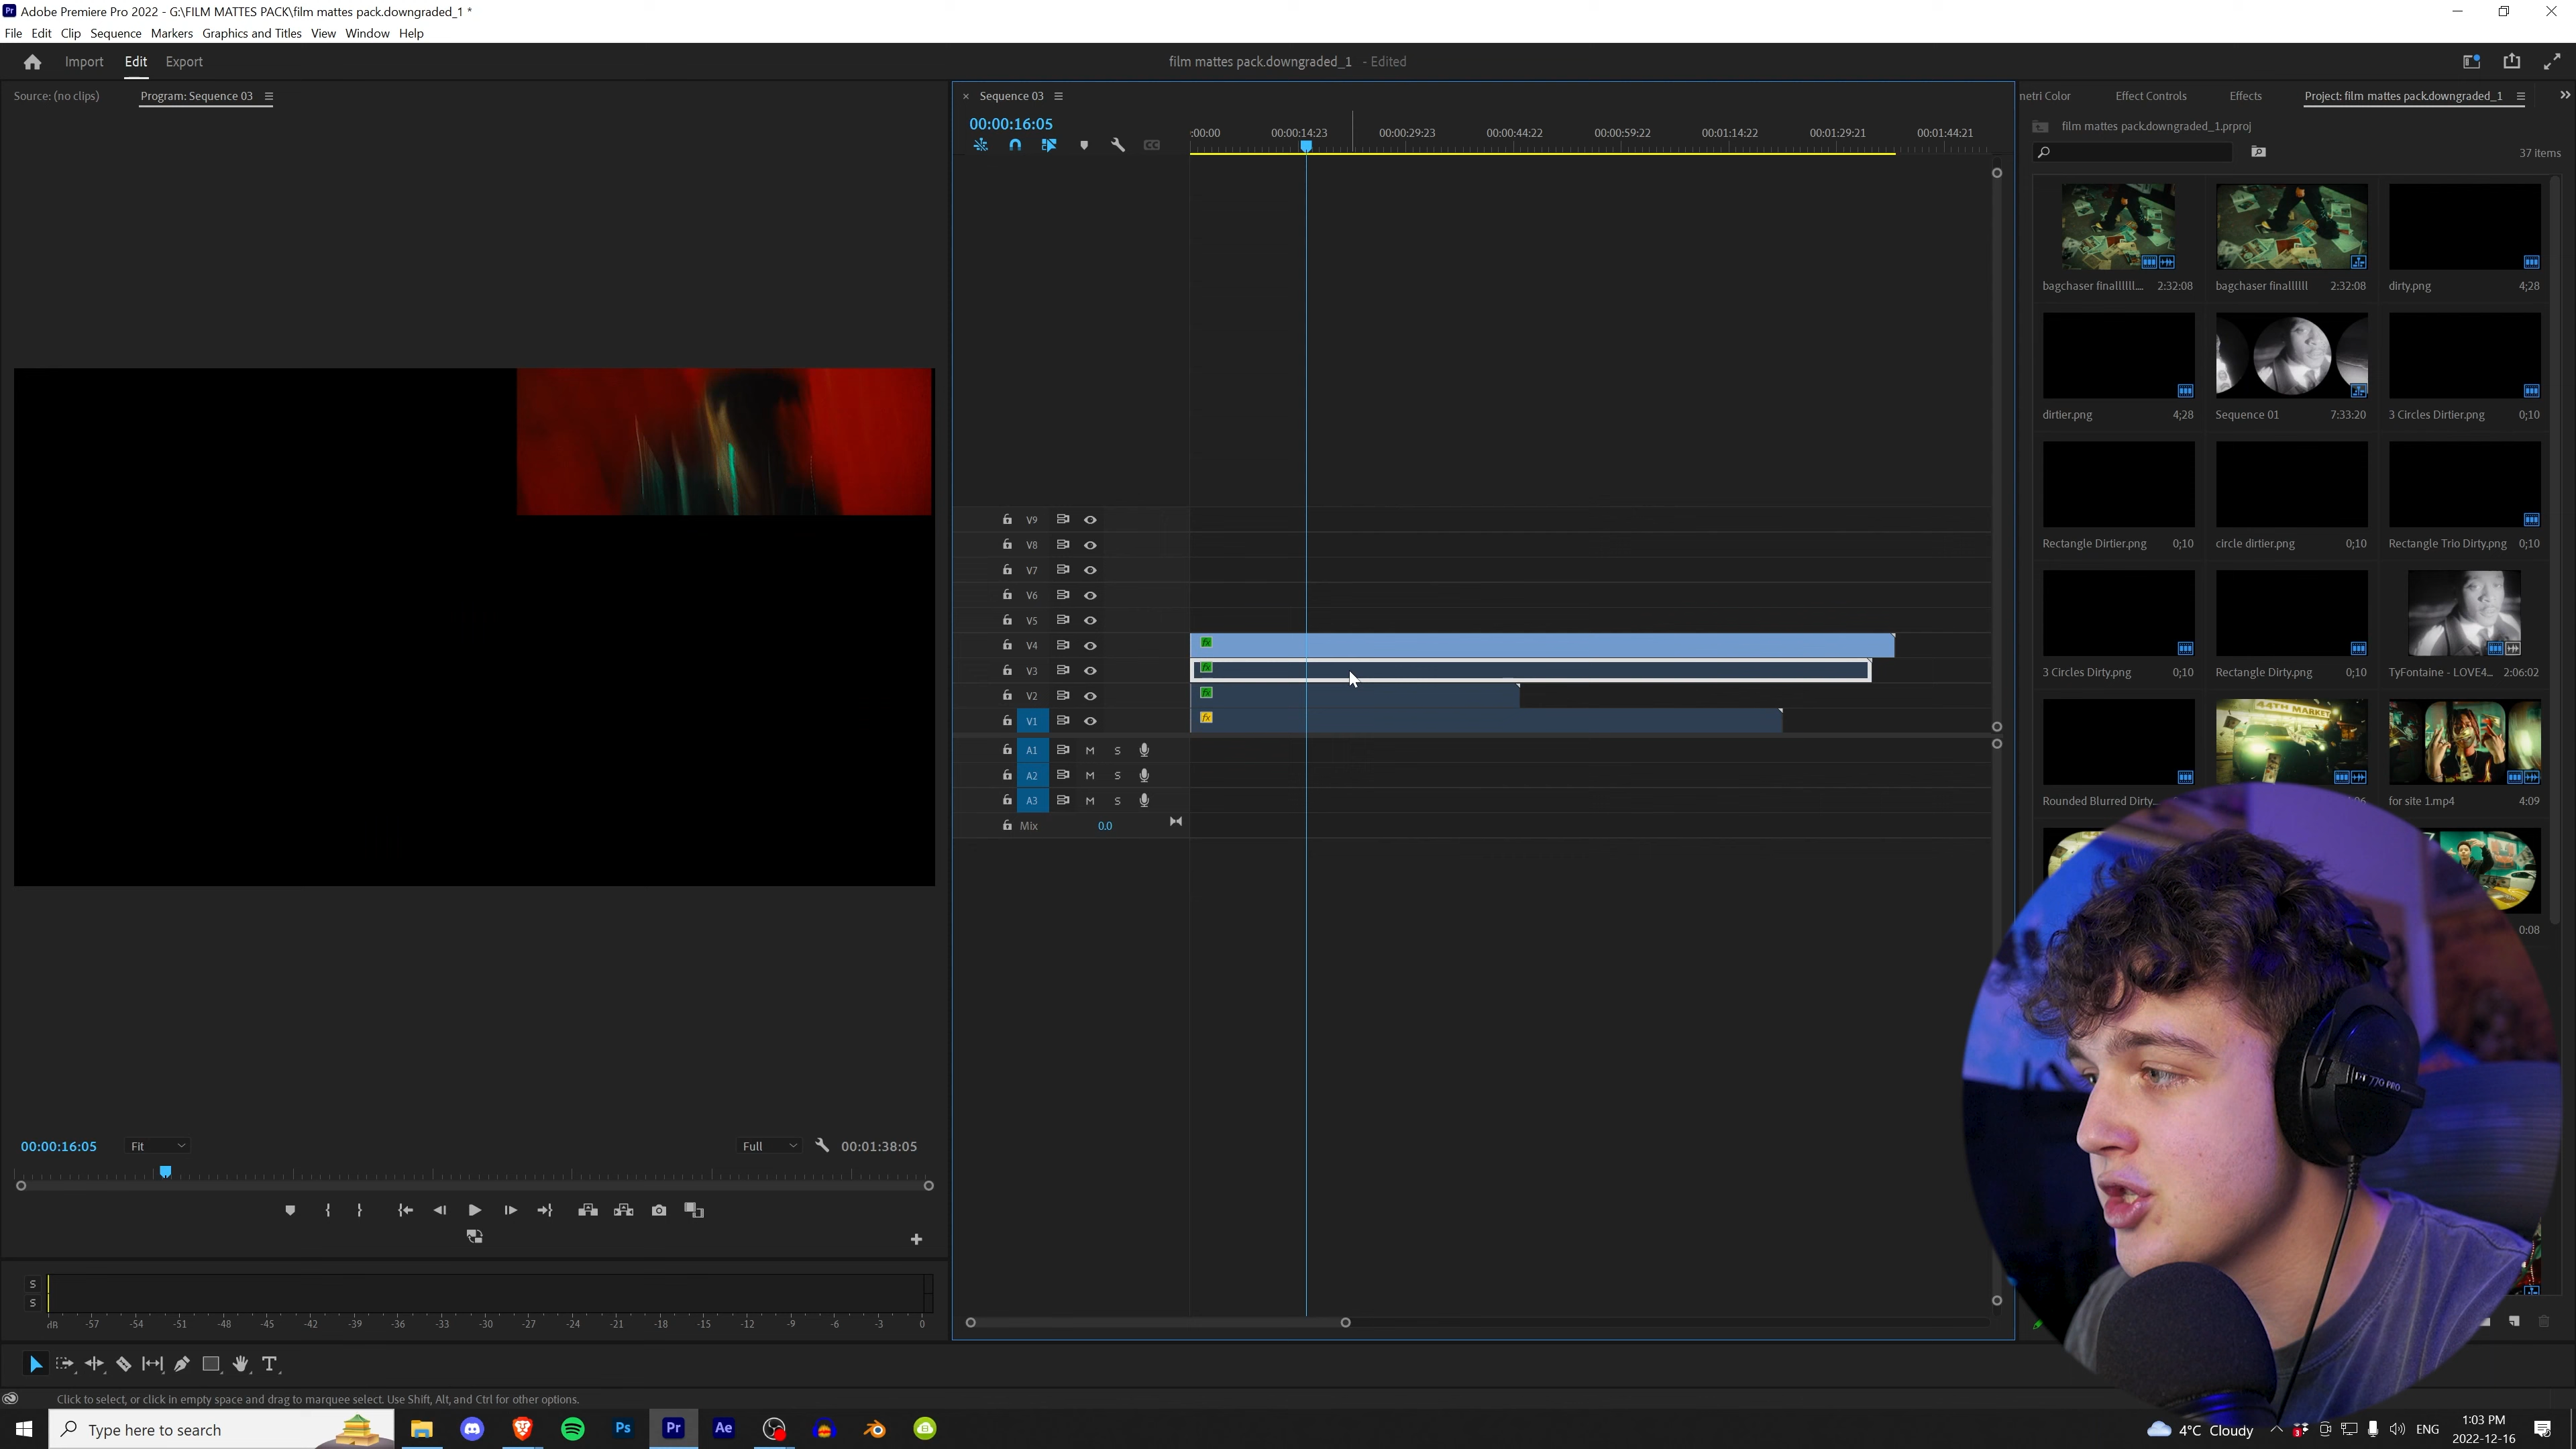 Adobe Premiere Pro 2022 - G:\FILM MATTES PACK\film mattes pack.downgraded_1 *
File Edit Clip Sequence Markers Graphics and Titles View Window Help
Import Edit Export
film mattes pack.downgraded_1 - Edited
Source: (no clips)
Program: Sequence 03
00:00:16:05
Fit
Full
00:01:38:05
S
S
dB -57 -54 -51 -48 -45 -42 -39 -36 -33 -30 -27 -24 -21 -18 -15 -12 -9 -6 -3 0
× Sequence 03
00:00:16:05
:00:00 00:00:14:23 00:00:29:23 00:00:44:22 00:00:59:22 00:01:14:22 00:01:29:21 00:01:44:21
V9
V8
V7
V6
V5
V4 fx
V3 fx
V2 fx
V1 fx
A1 M S
A2 M S
A3 M S
Mix 0.0
netri Color Effect Controls Effects Project: film mattes pack.downgraded_1
film mattes pack.downgraded_1.prproj
37 items
bagchaser finalllllll... 2:32:08 bagchaser finalllllll 2:32:08 dirty.png 4;28
dirtier.png 4;28 Sequence 01 7:33:20 3 Circles Dirtier.png 0;10
Rectangle Dirtier.png 0;10 circle dirtier.png 0;10 Rectangle Trio Dirty.png 0;10
3 Circles Dirty.png 0;10 Rectangle Dirty.png 0;10 TyFontaine - LOVE4... 2:06:02
44TH MARKET
Rounded Blurred Dirty... for site 1.mp4 4:09
0:08
DT 770 PRO
Click to select, or click in empty space and drag to marquee select. Use Shift, Alt, and Ctrl for other options.
Type here to search
Ps Pr Ae
4°C Cloudy
ENG
1:03 PM
2022-12-16